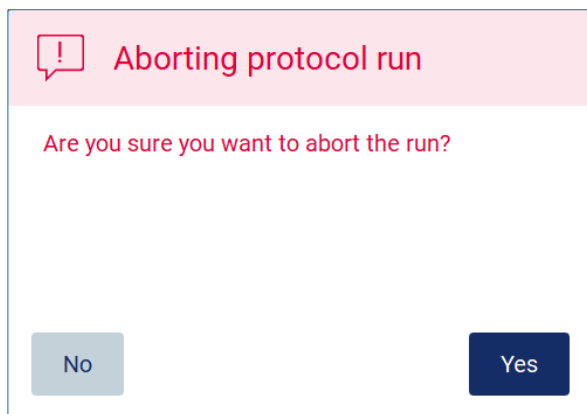 Aborting protocol run
Are you sure you want to abort the run?
No
Yes